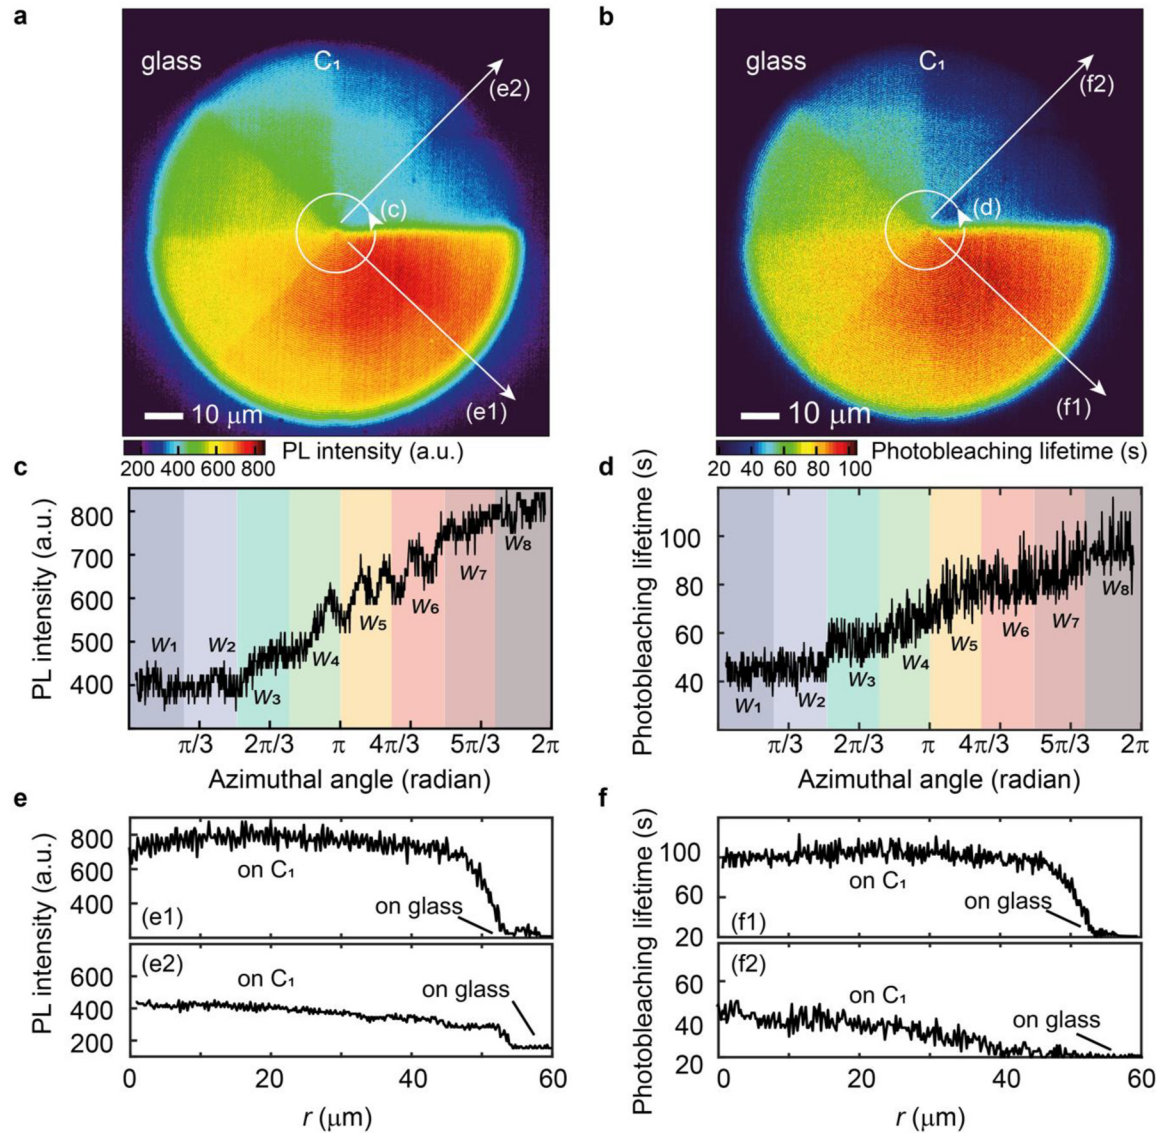 a
glass
C₁
(e2)
(c)
(e1)
10 μm
200 400 600 800 PL intensity (a.u.)
b
glass
C₁
(f2)
(d)
(f1)
10 μm
20 40 60 80 100 Photobleaching lifetime (s)
c
PL intensity (a.u.)
800
700
600
500
400
W1 W2 W3 W4 W5 W6 W7 W8
π/3 2π/3 π 4π/3 5π/3 2π
Azimuthal angle (radian)
d
Photobleaching lifetime (s)
100
80
60
40
W1 W2 W3 W4 W5 W6 W7 W8
π/3 2π/3 π 4π/3 5π/3 2π
Azimuthal angle (radian)
e
PL intensity (a.u.)
800
600
400
on C₁
on glass
(e1)
PL intensity (a.u.)
600
400
200
(e2)
on C₁
on glass
0 20 40 60
r (μm)
f
Photobleaching lifetime (s)
100
60
20
on C₁
on glass
(f1)
Photobleaching lifetime (s)
60
40
20
(f2)
on C₁
on glass
0 20 40 60
r (μm)